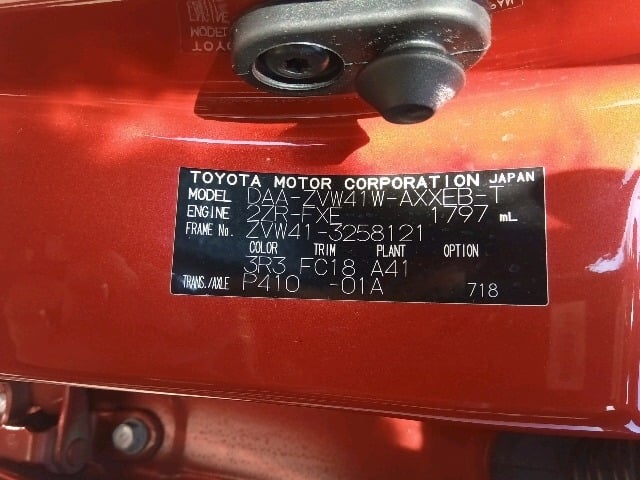 TOYOTA MOTOR CORPORATION JAPAN
MODEL DAA-ZVW41W-AXXEB-T
ENGINE 2ZR-FXE 1797 mL
FRAME No. ZVW41-3258121
COLOR TRIM PLANT OPTION
3R3 FC18 A41
TRANS./AXLE P410 -01A 718